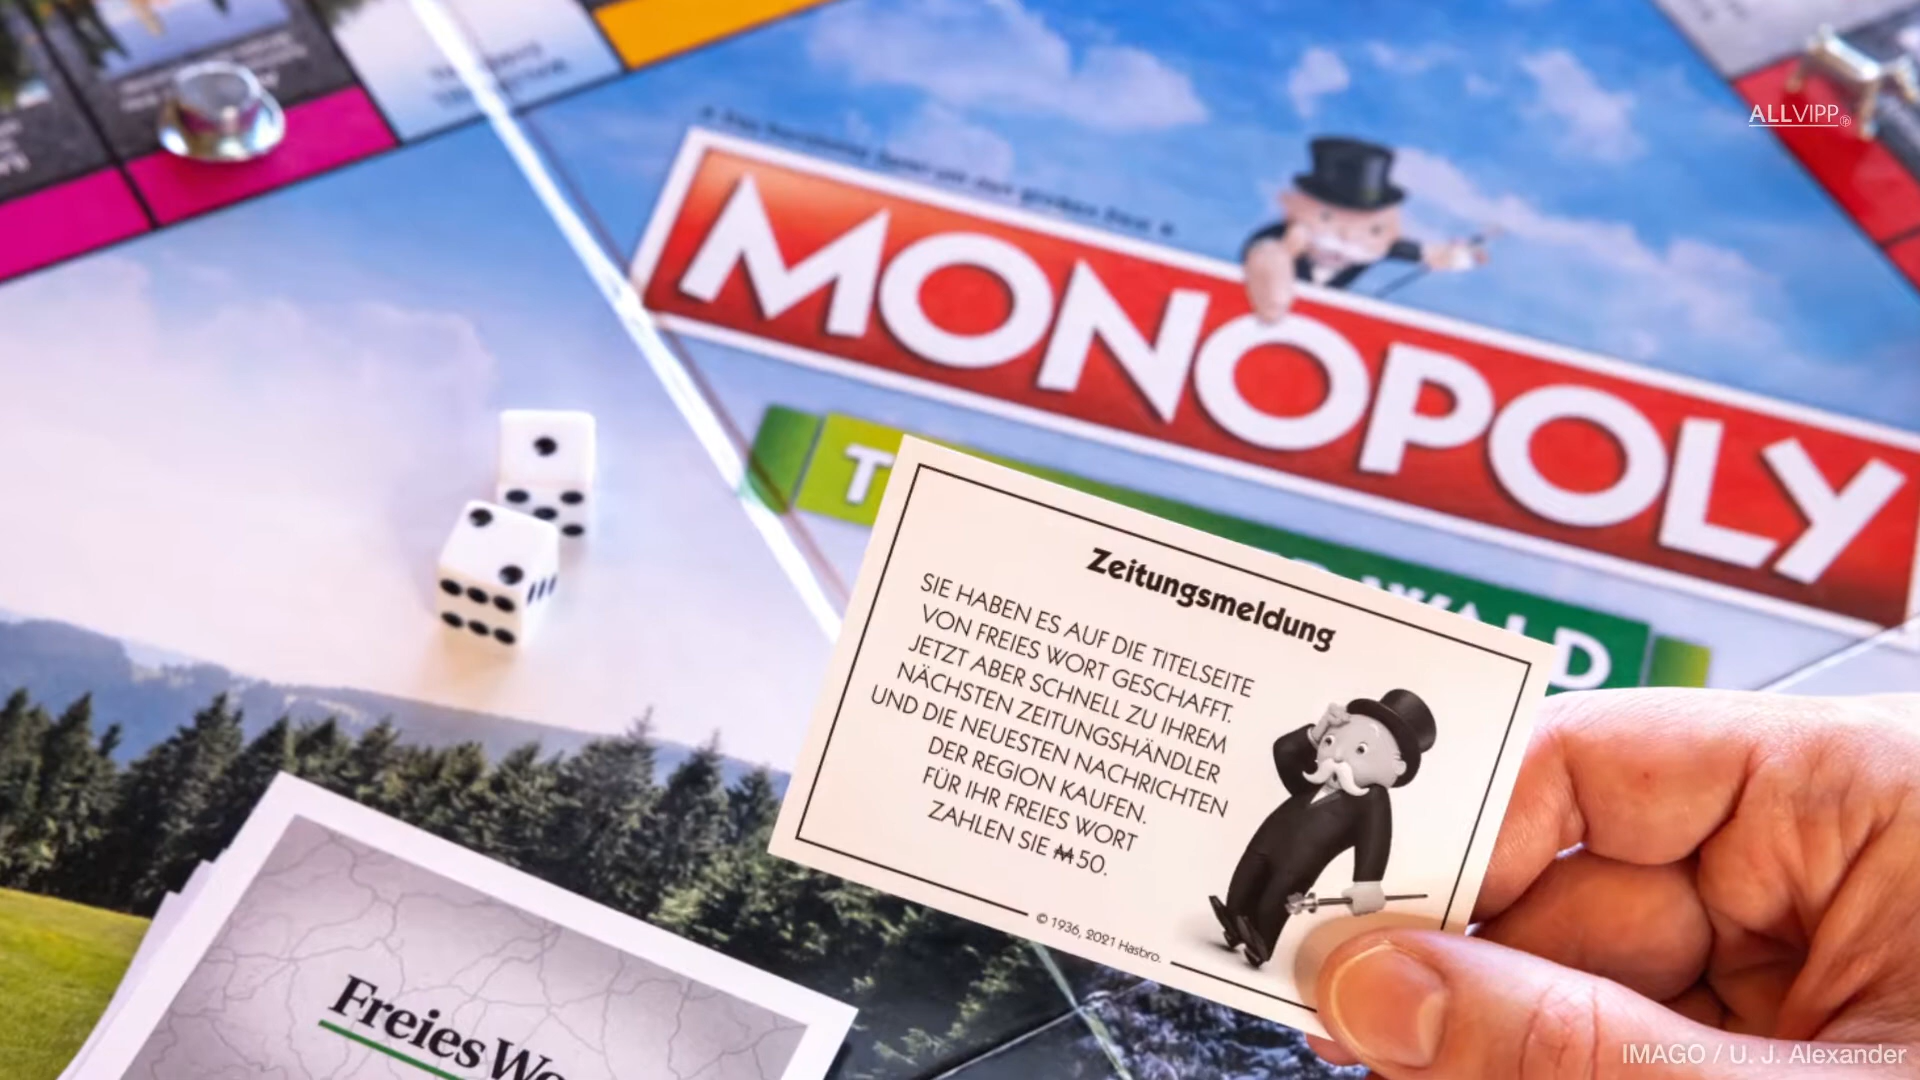 ALLVIPP
MONOPOLY
T
WALD
Zeitungsmeldung
SIE HABEN ES AUF DIE TITELSEITE
VON FREIES WORT GESCHAFFT.
JETZT ABER SCHNELL ZU IHREM
NÄCHSTEN ZEITUNGSHÄNDLER
UND DIE NEUESTEN NACHRICHTEN
DER REGION KAUFEN.
FÜR IHR FREIES WORT
ZAHLEN SIE M 50.
© 1936, 2021 Hasbro.
Freies Wo
IMAGO / U. J. Alexander